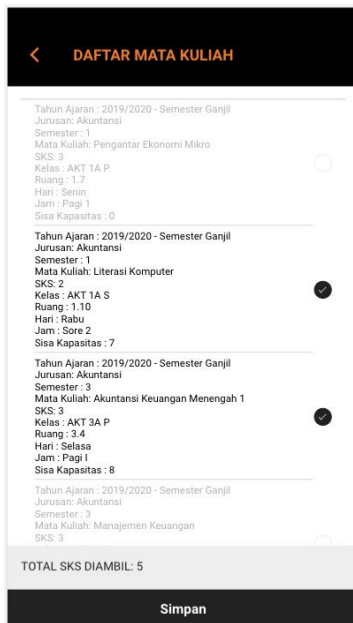 DAFTAR MATA KULIAH
Tahun Ajaran : 2019/2020 - Semester Ganjil
Jurusan: Akuntansi
Semester : 1
Mata Kuliah: Pengantar Ekonomi Mikro
SKS: 3
Kelas : AKT 1A P
Ruang : 1.7
Hari : Senin
Jam : Pagi 1
Sisa Kapasitas : 0
Tahun Ajaran : 2019/2020 - Semester Ganjil
Jurusan: Akuntansi
Semester : 1
Mata Kuliah: Literasi Komputer
SKS: 2
Kelas : AKT 1A S
Ruang : 1.10
Hari : Rabu
Jam : Sore 2
Sisa Kapasitas : 7
Tahun Ajaran : 2019/2020 - Semester Ganjil
Jurusan: Akuntansi
Semester : 3
Mata Kuliah: Akuntansi Keuangan Menengah 1
SKS: 3
Kelas : AKT 3A P
Ruang : 3.4
Hari : Selasa
Jam : Pagi I
Sisa Kapasitas : 8
Tahun Ajaran : 2019/2020 - Semester Ganjil
Jurusan: Akuntansi
Semester : 3
Mata Kuliah: Manajemen Keuangan
SKS: 3
TOTAL SKS DIAMBIL: 5
Simpan